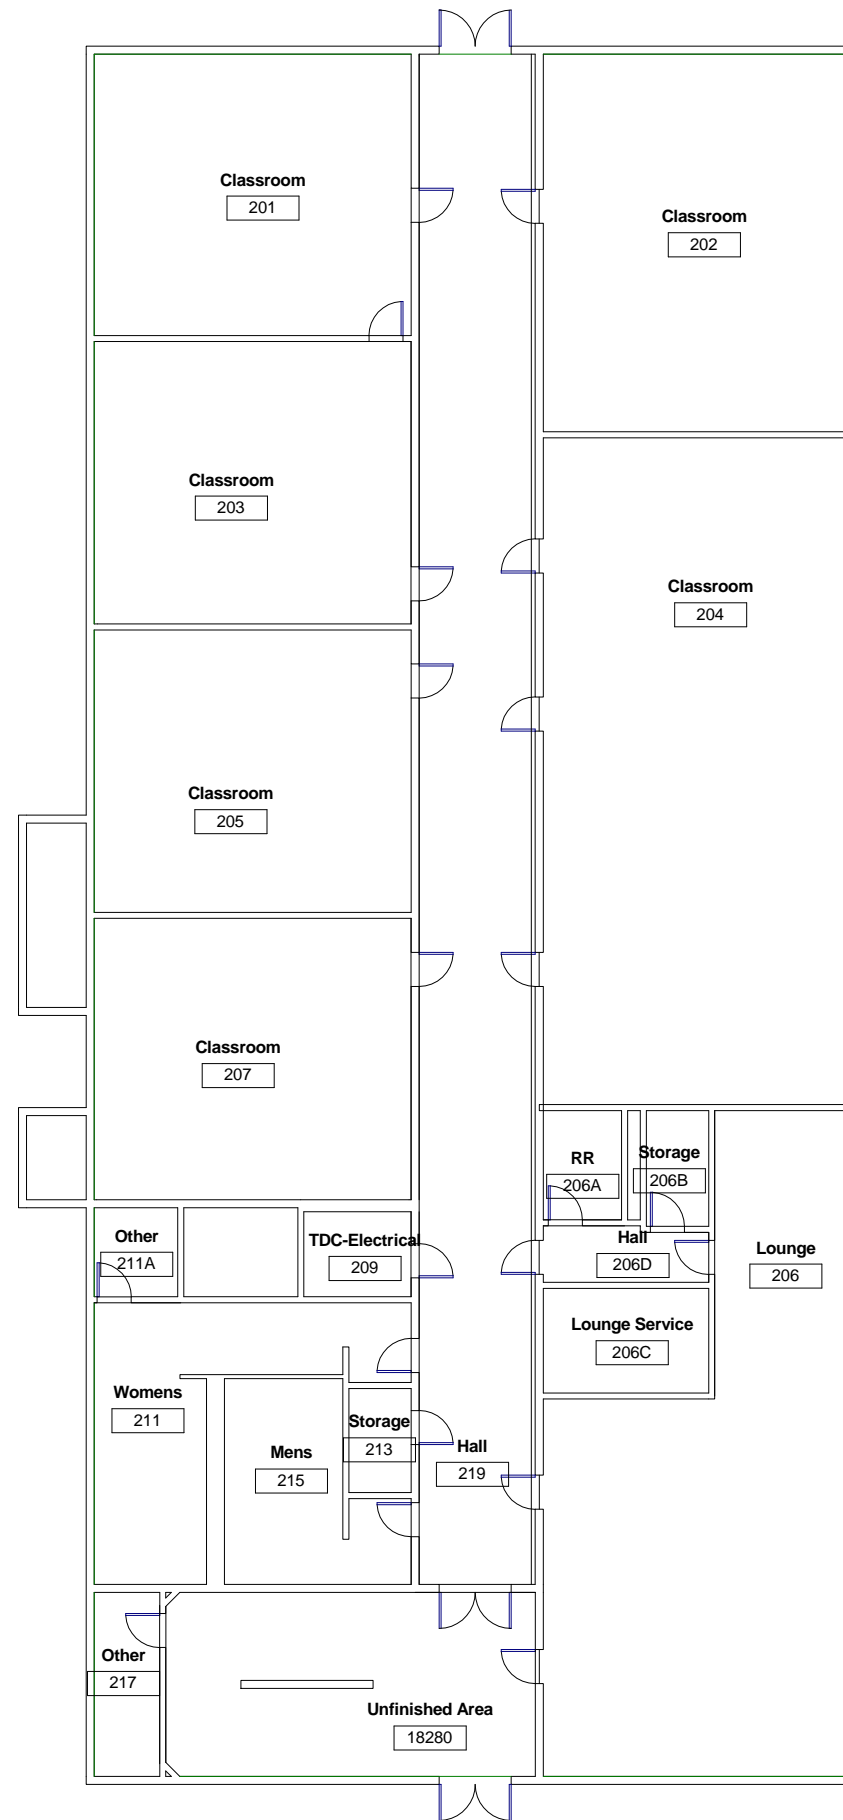 Classroom
201
Classroom
202
Classroom
203
Classroom
204
Classroom
205
Classroom
207
RR
206A
Storage
206B
Other
211A
TDC-Electrical
209
Hall
206D
Lounge
206
Lounge Service
206C
Womens
211
Storage
213
Mens
215
Hall
219
Other
217
Unfinished Area
18280